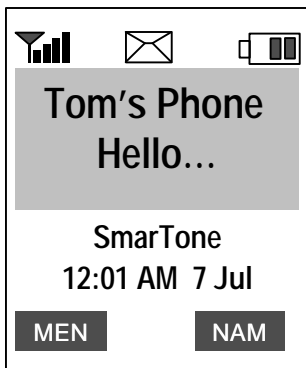 Tom's Phone
Hello...
SmarTone
12:01 AM 7 Jul
MEN NAM